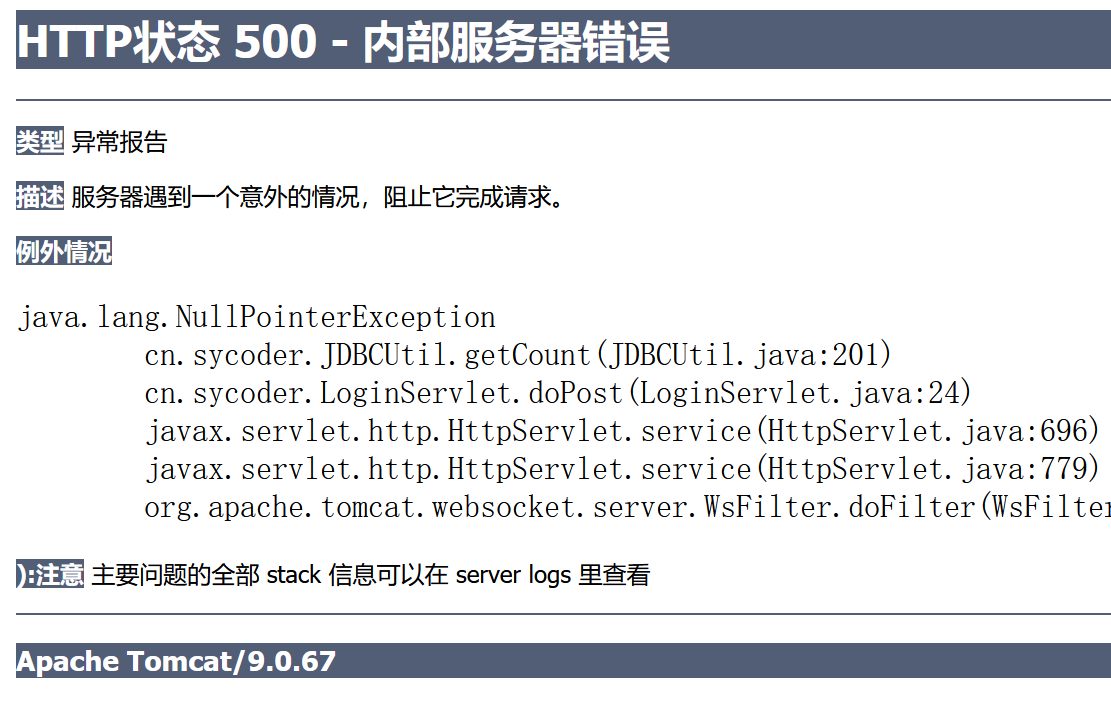 HTTP状态 500 - 内部服务器错误
类型 异常报告
描述 服务器遇到一个意外的情况，阻止它完成请求。
例外情况
java.lang.NullPointerException
cn.sycoder.JDBCUtil.getCount(JDBCUtil.java:201)
cn.sycoder.LoginServlet.doPost(LoginServlet.java:24)
javax.servlet.http.HttpServlet.service(HttpServlet.java:696)
javax.servlet.http.HttpServlet.service(HttpServlet.java:779)
org.apache.tomcat.websocket.server.WsFilter.doFilter(WsFilter
):注意 主要问题的全部 stack 信息可以在 server logs 里查看
Apache Tomcat/9.0.67